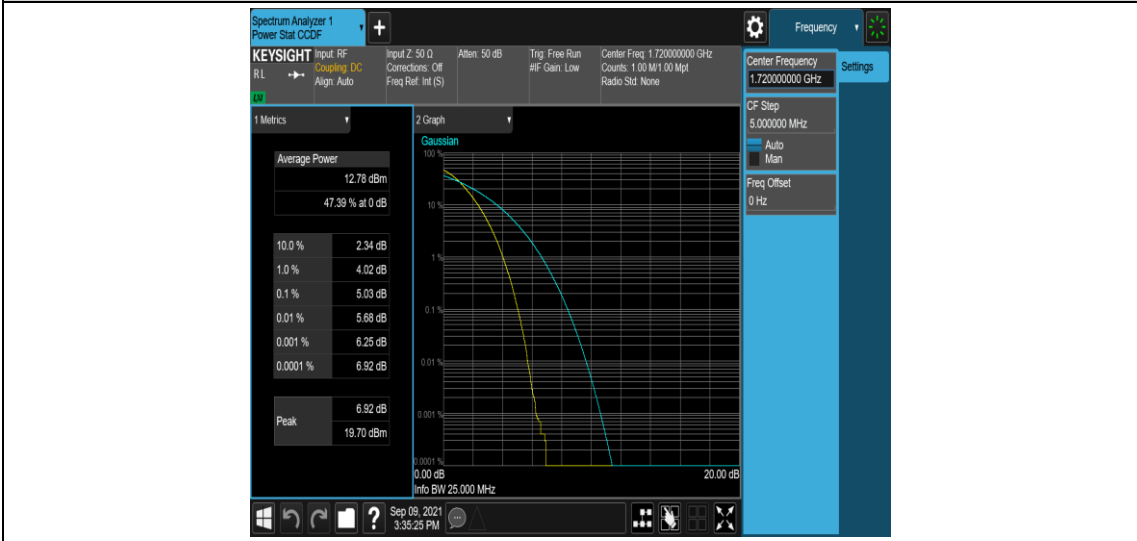 Spectrum Analyzer 1
Power Stat CCDF
+
Frequency
KEYSIGHT
RL
LXI
Input: RF
Coupling: DC
Align: Auto
Input Z: 50 Ω
Corrections: Off
Freq Ref: Int (S)
Atten: 50 dB
Trig: Free Run
#IF Gain: Low
Center Freq: 1.720000000 GHz
Counts: 1.00 M/1.00 Mpt
Radio Std: None
Center Frequency
1.720000000 GHz
Settings
CF Step
5.000000 MHz
Auto
Man
Freq Offset
0 Hz
1 Metrics
Average Power
12.78 dBm
47.39 % at 0 dB
10.0 % 2.34 dB
1.0 % 4.02 dB
0.1 % 5.03 dB
0.01 % 5.68 dB
0.001 % 6.25 dB
0.0001 % 6.92 dB
Peak
6.92 dB
19.70 dBm
2 Graph
Gaussian
100 %
10 %
1 %
0.1 %
0.01 %
0.001 %
0.0001 %
0.00 dB 20.00 dB
Info BW 25.000 MHz
?
Sep 09, 2021
3:35:25 PM